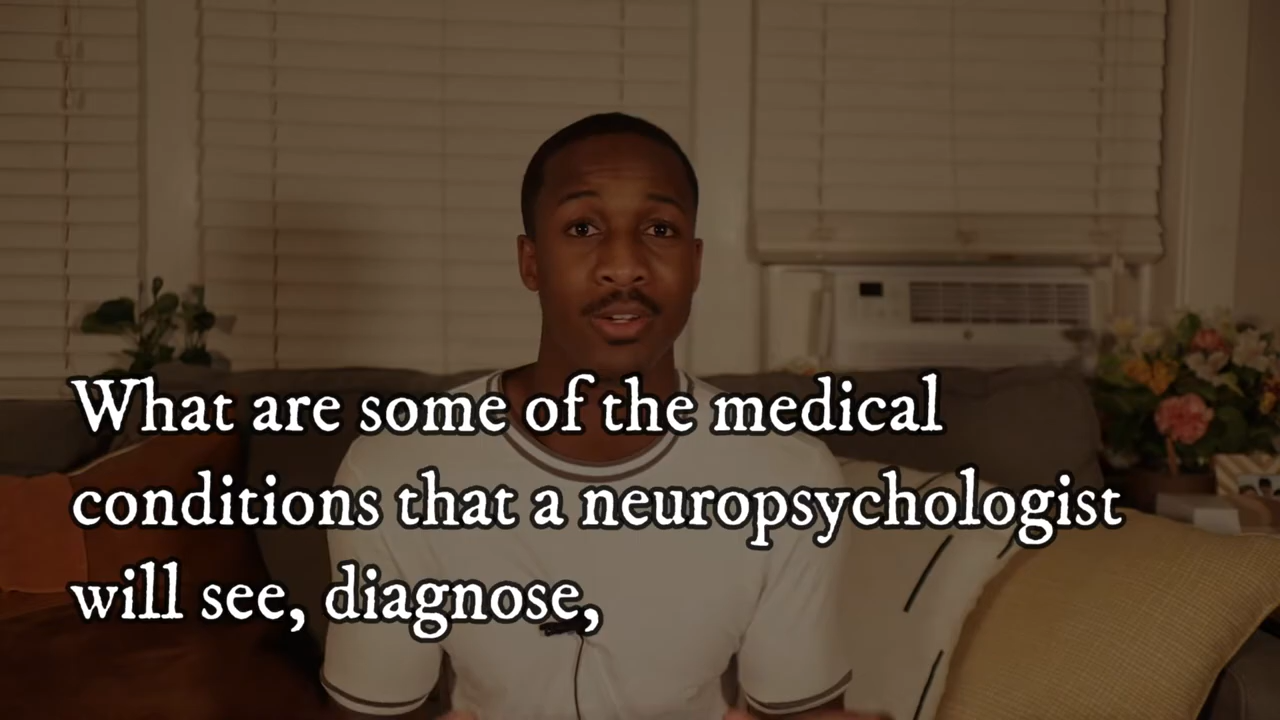 What are some of the medical
conditions that a neuropsychologist
will see, diagnose,